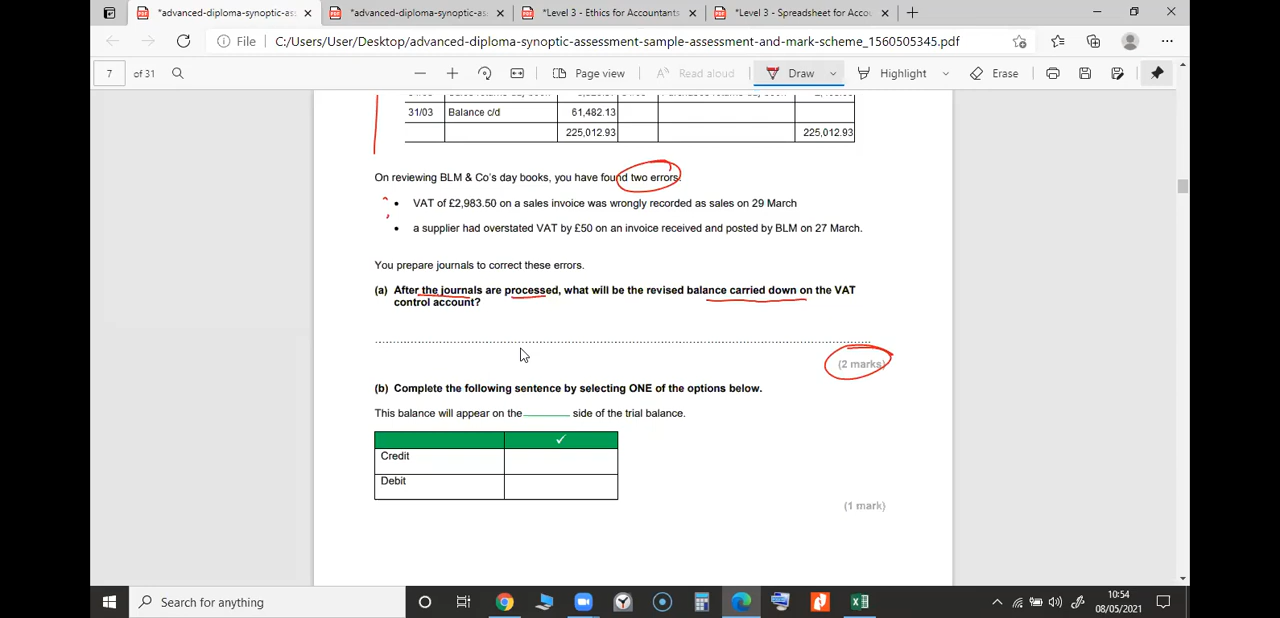 *advanced-diploma-synoptic-ass
*advanced-diploma-synoptic-as
*Level 3 - Ethics for Accountants
*Level 3 - Spreadsheet for Acco
File
C:/Users/User/Desktop/advanced-diploma-synoptic-assessment-sample-assessment-and-mark-scheme_1560505345.pdf
7 of 31
Page view
Read aloud
Draw
Highlight
Erase
31/03 Balance c/d 61,482.13
225,012.93 225,012.93
On reviewing BLM & Co's day books, you have found two errors.
• VAT of £2,983.50 on a sales invoice was wrongly recorded as sales on 29 March
• a supplier had overstated VAT by £50 on an invoice received and posted by BLM on 27 March.
You prepare journals to correct these errors.
(a) After the journals are processed, what will be the revised balance carried down on the VAT
control account?
(2 marks)
(b) Complete the following sentence by selecting ONE of the options below.
This balance will appear on the ______ side of the trial balance.
✓
Credit
Debit
(1 mark)
Search for anything
10:54
08/05/2021